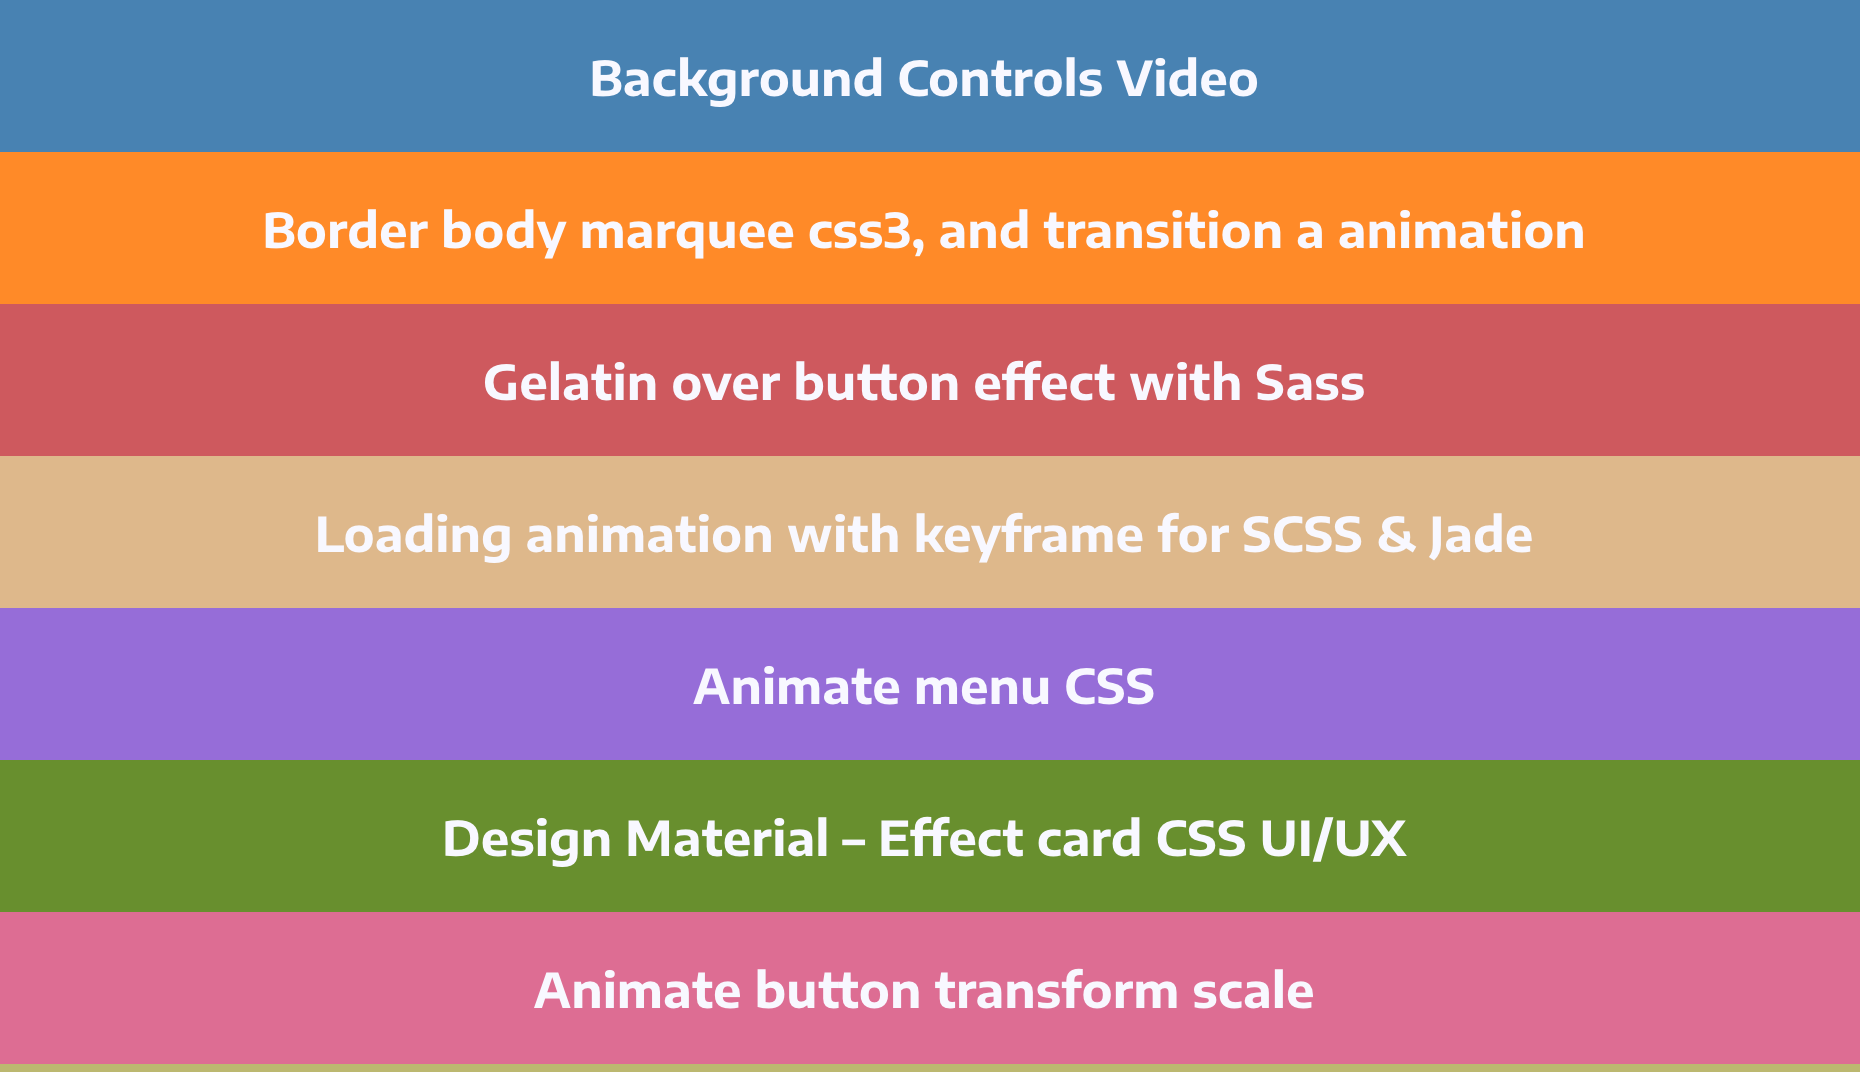 Background Controls Video
Border body marquee css3, and transition a animation
Gelatin over button effect with Sass
Loading animation with keyframe for SCSS & Jade
Animate menu CSS
Design Material – Effect card CSS UI/UX
Animate button transform scale